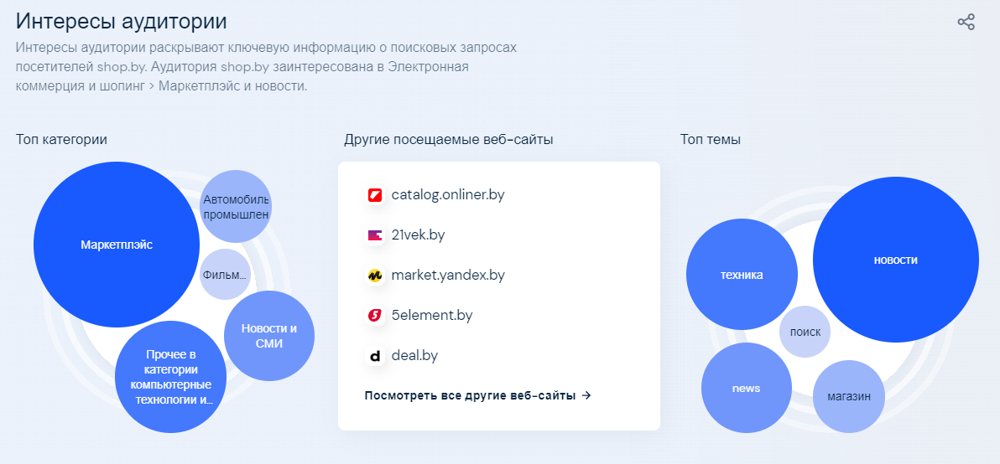 Интересы аудитории
Интересы аудитории раскрывают ключевую информацию о поисковых запросах
посетителей shop.by. Аудитория shop.by заинтересована в Электронная
коммерция и шопинг > Маркетплэйс и новости.
Топ категории
Маркетплэйс
Автомобиль
промышлен
Фильм...
Новости и
СМИ
Прочее в
категории
компьютерные
технологии и...
Другие посещаемые веб-сайты
catalog.onliner.by
21vek.by
market.yandex.by
5element.by
deal.by
Посмотреть все другие веб-сайты →
Топ темы
новости
техника
поиск
news
магазин